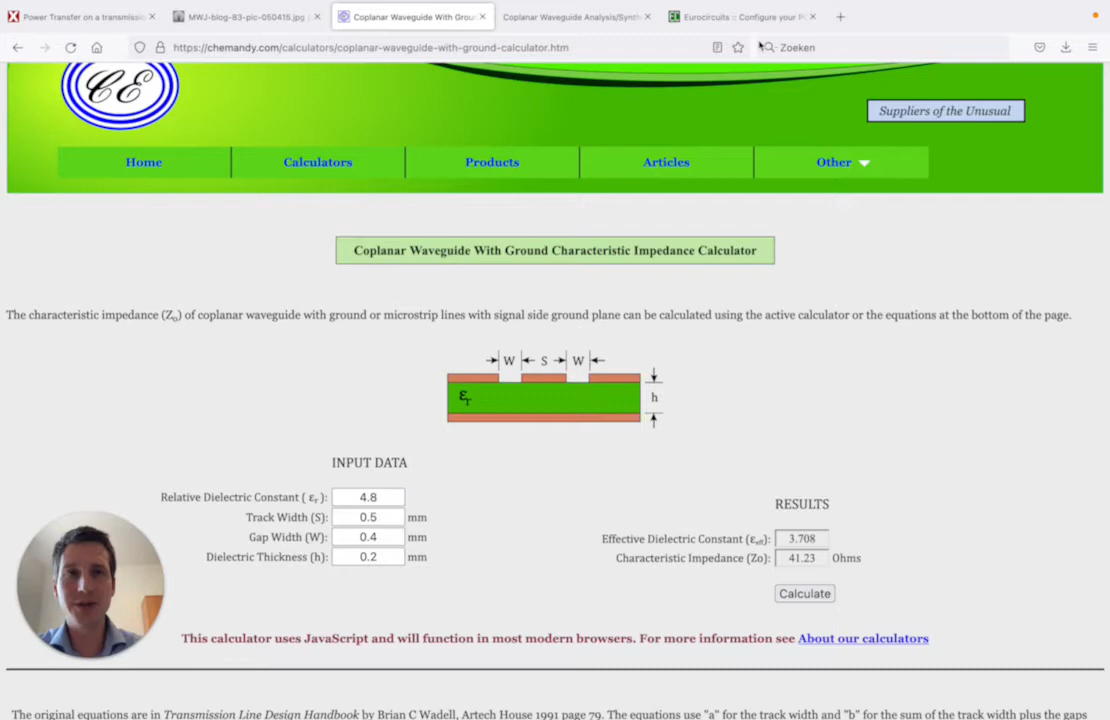 Power Transfer on a transmissio
MWJ-blog-83-pic-050415.jpg
Coplanar Waveguide With Grou
Coplanar Waveguide Analysis/Synth
EC
Eurocircuits :: Configure your PC
https://chemandy.com/calculators/coplanar-waveguide-with-ground-calculator.htm
Zoeken
CE
Suppliers of the Unusual
Home
Calculators
Products
Articles
Other
Coplanar Waveguide With Ground Characteristic Impedance Calculator
The characteristic impedance (Zo) of coplanar waveguide with ground or microstrip lines with signal side ground plane can be calculated using the active calculator or the equations at the bottom of the page.
W S W
εr
h
INPUT DATA
Relative Dielectric Constant ( εr ): 4.8
Track Width (S): 0.5 mm
Gap Width (W): 0.4 mm
Dielectric Thickness (h): 0.2 mm
RESULTS
Effective Dielectric Constant (εeff): 3.708
Characteristic Impedance (Zo): 41.23 Ohms
Calculate
This calculator uses JavaScript and will function in most modern browsers. For more information see About our calculators
The original equations are in Transmission Line Design Handbook by Brian C Wadell, Artech House 1991 page 79. The equations use "a" for the track width and "b" for the sum of the track width plus the gaps